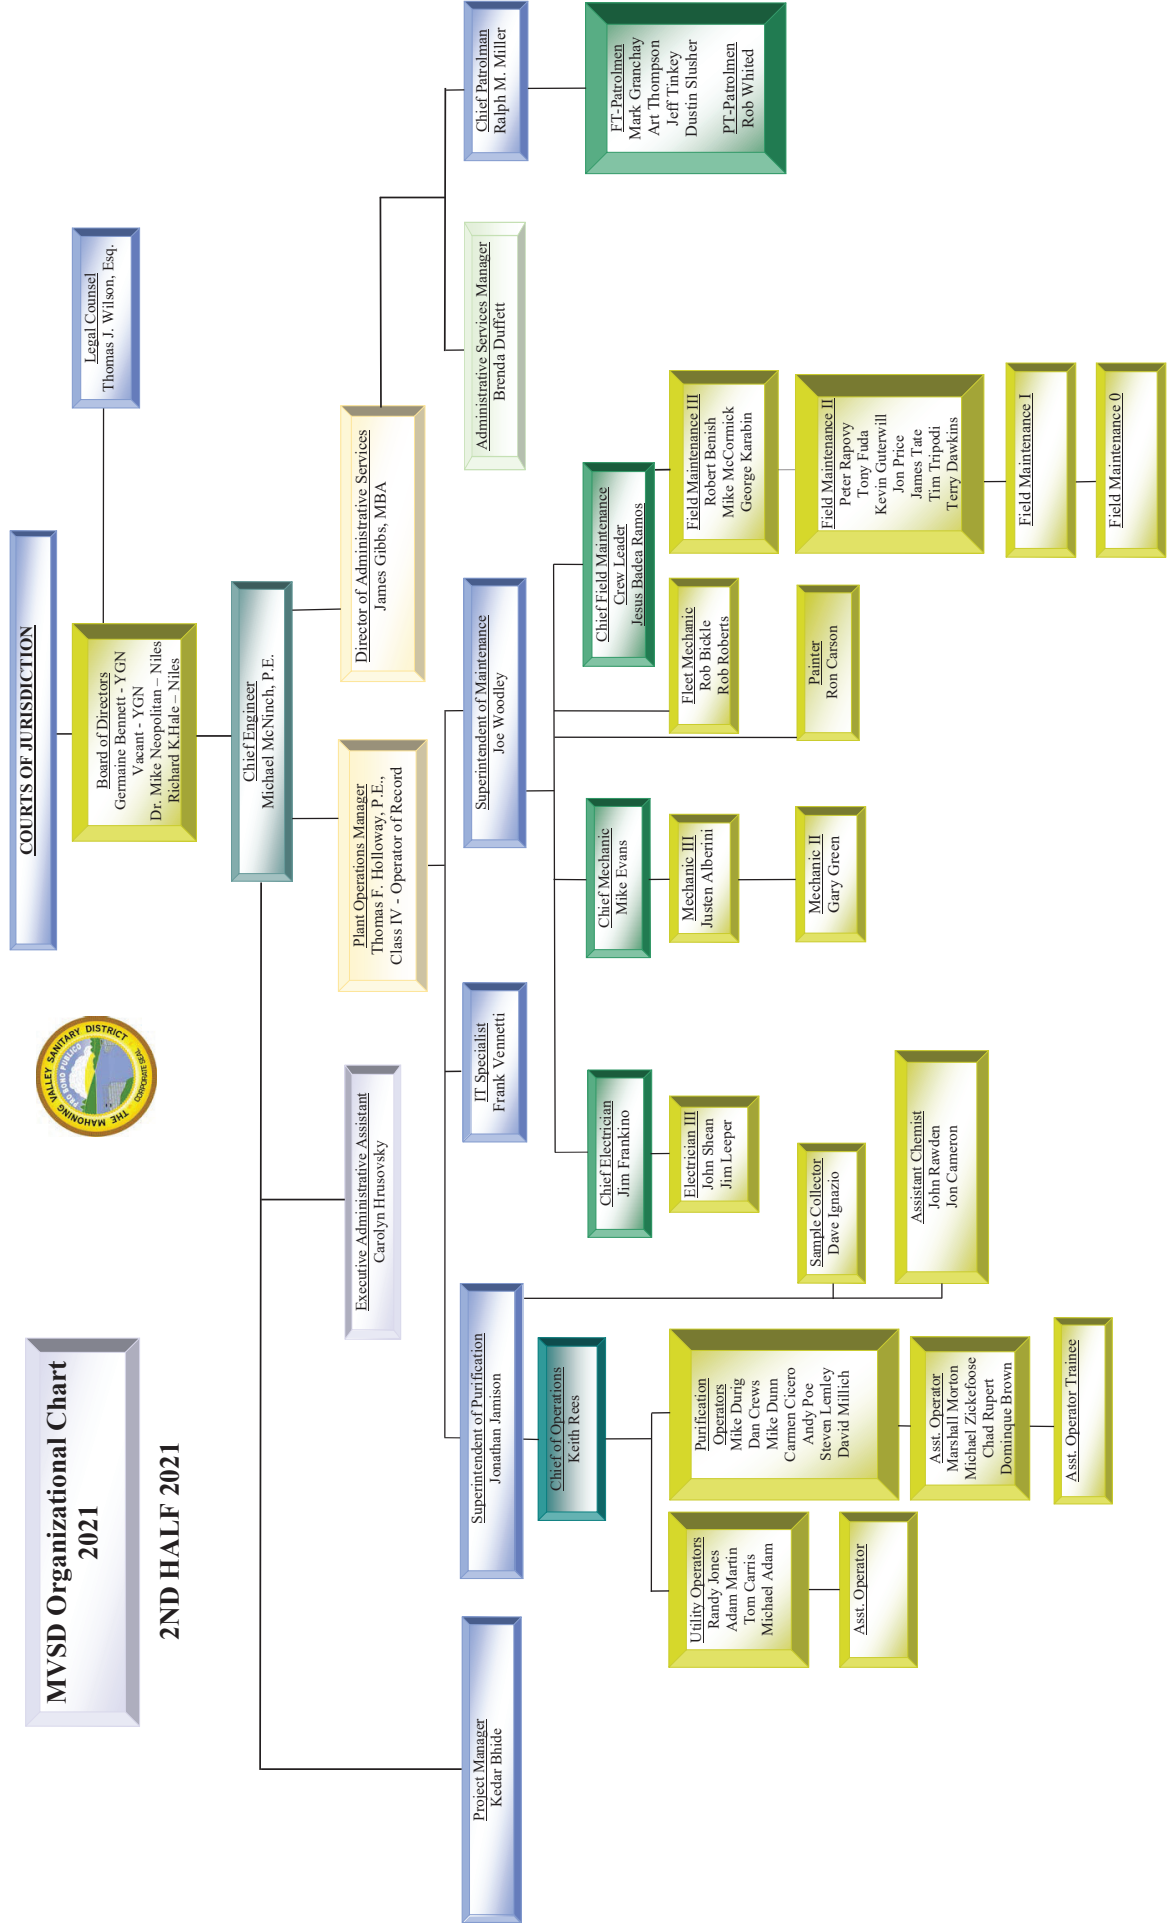 MVSD Organizational Chart
2021
2ND HALF 2021
THE MAHONING VALLEY SANITARY DISTRICT
PRO BONO PUBLICO
CORPORATE SEAL
COURTS OF JURISDICTION
Legal Counsel
Thomas J. Wilson, Esq.
Board of Directors
Germaine Bennett - YGN
Vacant - YGN
Dr. Mike Neopolitan – Niles
Richard K.Hale – Niles
Chief Engineer
Michael McNinch, P.E.
Executive Administrative Assistant
Carolyn Hrusovsky
Plant Operations Manager
Thomas F. Holloway, P.E.,
Class IV - Operator of Record
Director of Administrative Services
James Gibbs, MBA
Project Manager
Kedar Bhide
Superintendent of Purification
Jonathan Jamison
IT Specialist
Frank Vennetti
Superintendent of Maintenance
Joe Woodley
Administrative Services Manager
Brenda Duffett
Chief Patrolman
Ralph M. Miller
Chief of Operations
Keith Rees
Chief Electrician
Jim Frankino
Chief Mechanic
Mike Evans
Chief Field Maintenance
Crew Leader
Jesus Badea Ramos
FT-Patrolmen
Mark Granchay
Art Thompson
Jeff Tinkey
Dustin Slusher
PT-Patrolmen
Rob Whited
Utility Operators
Randy Jones
Adam Martin
Tom Carris
Michael Adam
Purification
Operators
Mike Durig
Dan Crews
Mike Dunn
Carmen Cicero
Andy Poe
Steven Lemley
David Millich
Electrician III
John Shean
Jim Leeper
Mechanic III
Justen Alberini
Fleet Mechanic
Rob Bickle
Rob Roberts
Field Maintenance III
Robert Benish
Mike McCormick
George Karabin
Sample Collector
Dave Ignazio
Mechanic II
Gary Green
Painter
Ron Carson
Field Maintenance II
Peter Rapovy
Tony Fuda
Kevin Guterwill
Jon Price
James Tate
Tim Tripodi
Terry Dawkins
Asst. Operator
Asst. Operator
Marshall Morton
Michael Zickefoose
Chad Rupert
Dominque Brown
Assistant Chemist
John Rawden
Jon Cameron
Field Maintenance I
Asst. Operator Trainee
Field Maintenance 0